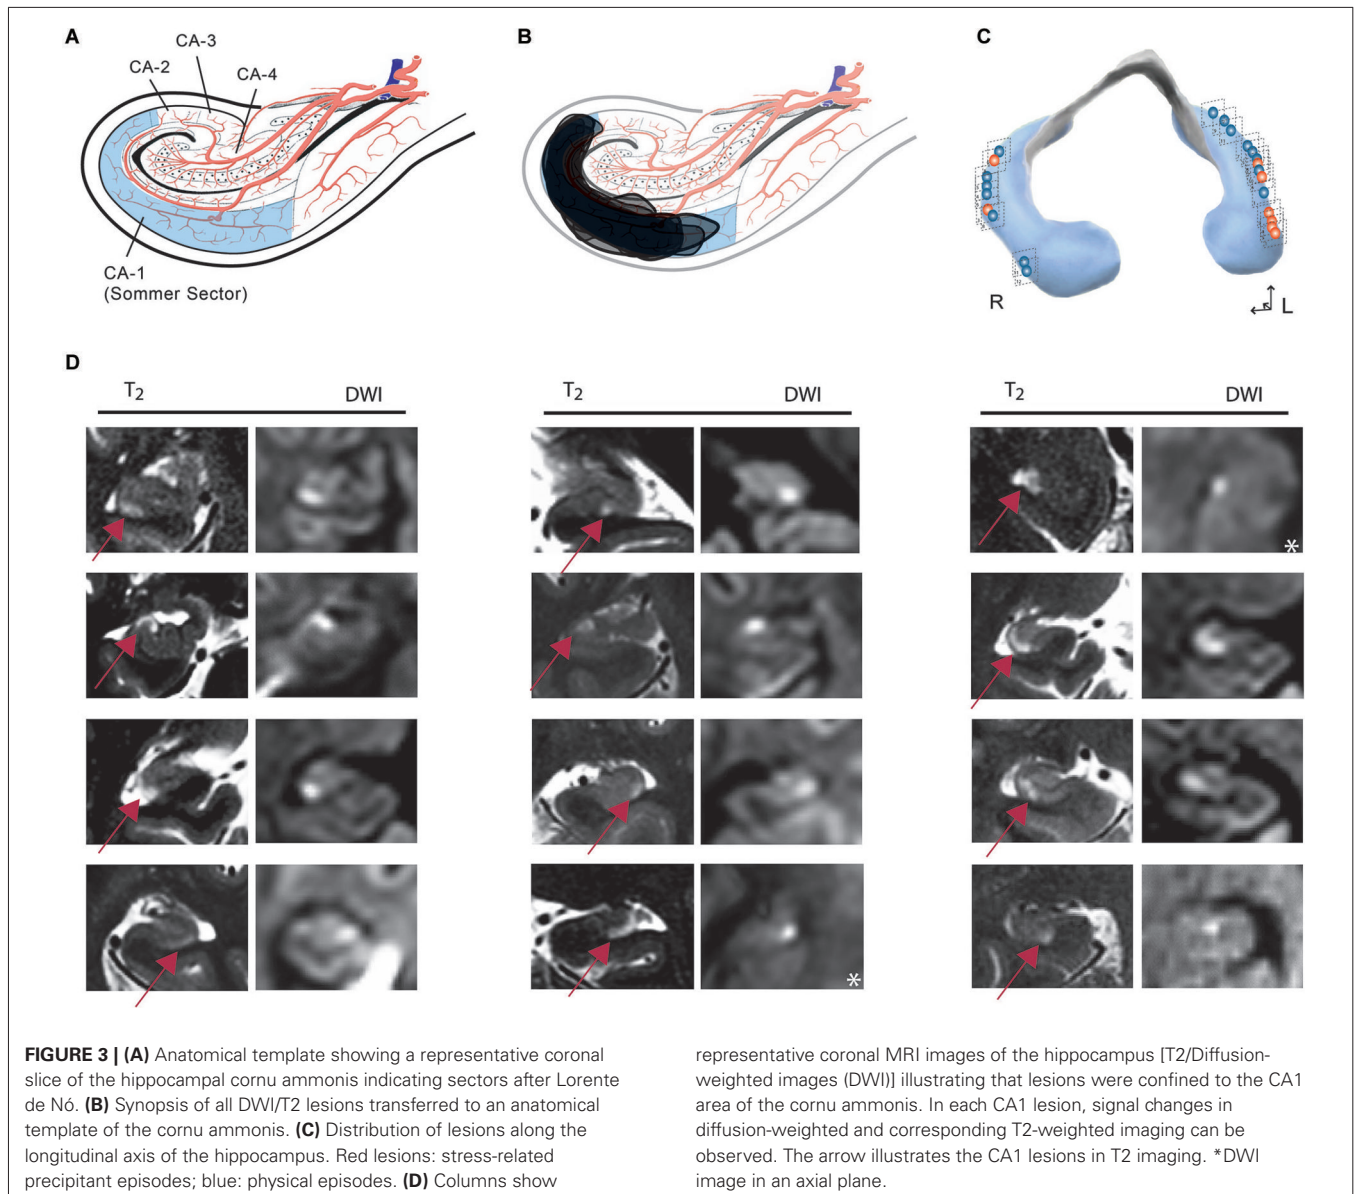 A
B
C
CA-3
CA-2
CA-4
CA-1
(Sommer Sector)
R
L
D
T2 DWI
T2 DWI
T2 DWI
*
*
FIGURE 3 | (A) Anatomical template showing a representative coronal
slice of the hippocampal cornu ammonis indicating sectors after Lorente
de Nó. (B) Synopsis of all DWI/T2 lesions transferred to an anatomical
template of the cornu ammonis. (C) Distribution of lesions along the
longitudinal axis of the hippocampus. Red lesions: stress-related
precipitant episodes; blue: physical episodes. (D) Columns show
representative coronal MRI images of the hippocampus [T2/Diffusion-
weighted images (DWI)] illustrating that lesions were confined to the CA1
area of the cornu ammonis. In each CA1 lesion, signal changes in
diffusion-weighted and corresponding T2-weighted imaging can be
observed. The arrow illustrates the CA1 lesions in T2 imaging. *DWI
image in an axial plane.